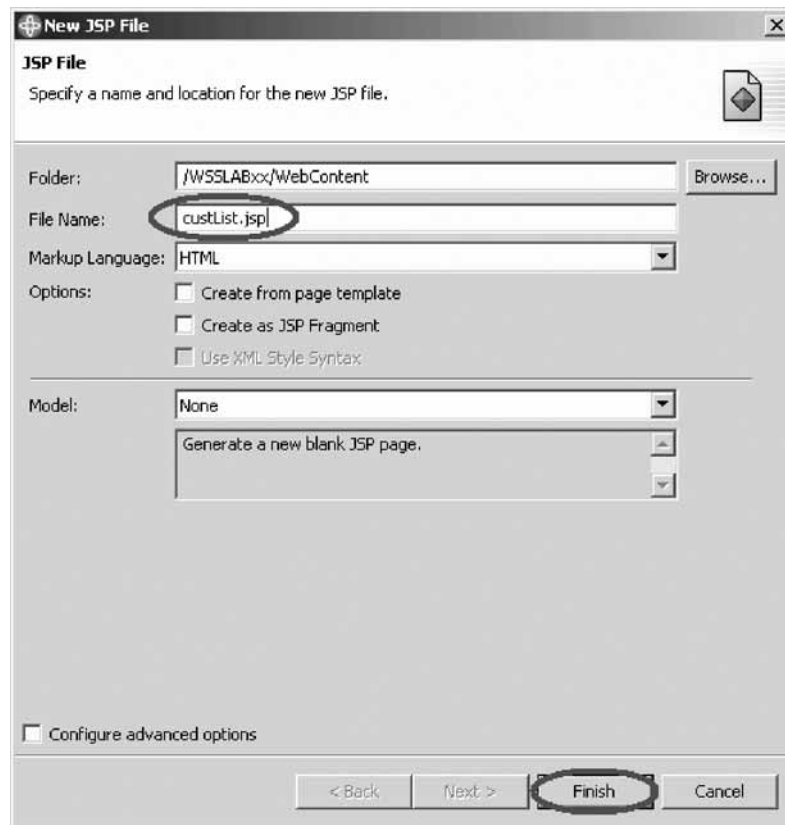 New JSP File
JSP File
Specify a name and location for the new JSP file.
Folder: /WSSLABxx/WebContent Browse...
File Name: custList.jsp
Markup Language: HTML
Options: Create from page template
Create as JSP Fragment
Use XML Style Syntax
Model: None
Generate a new blank JSP page.
Configure advanced options
< Back Next > Finish Cancel